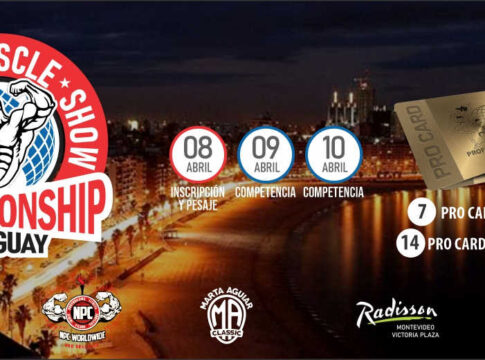 SCLE ★ SHOW
IONSHIP
GUAY
08
ABRIL
INSCRIPCIÓN
Y PESAJE
09
ABRIL
COMPETENCIA
10
ABRIL
COMPETENCIA
PRO CARD
7 PRO CA
14 PRO CARD
NPC
NPC WORLDWIDE
MARTA AGUIAR
MA
CLASSIC
Radisson
MONTEVIDEO
VICTORIA PLAZA